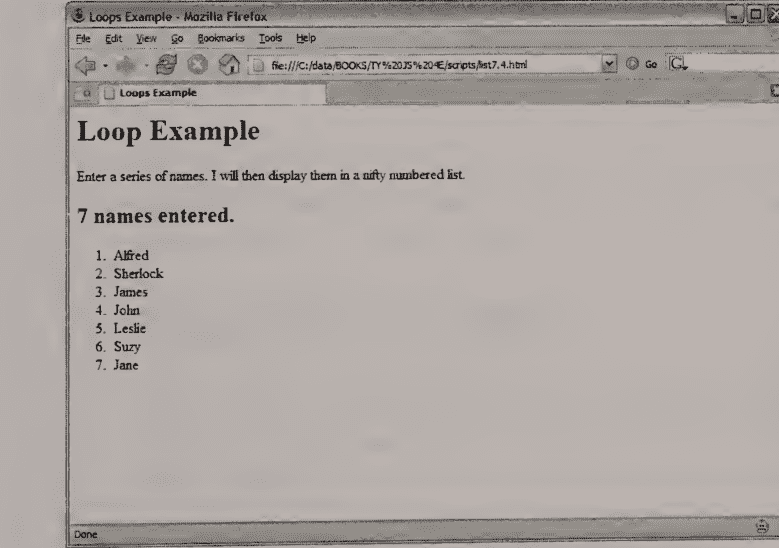 Loops Example - Mozilla Firefox
File Edit View Go Bookmarks Tools Help
file:///C:/data/BOOKS/TY%20JS%204E/scripts/list7.4.html Go
Loops Example
Loop Example
Enter a series of names. I will then display them in a nifty numbered list.
7 names entered.
1. Alfred
2. Sherlock
3. James
4. John
5. Leslie
6. Suzy
7. Jane
Done